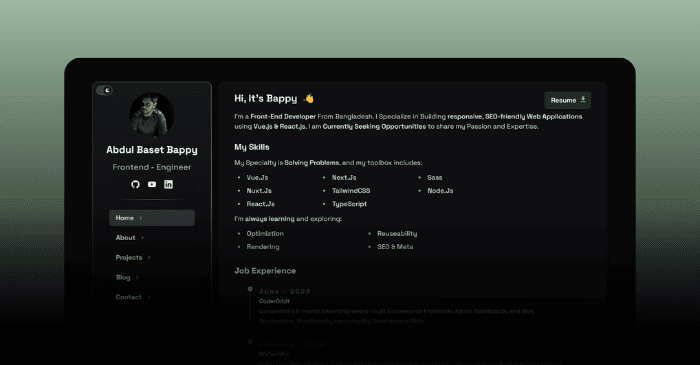 Hi, It's Bappy
Resume
I'm a Front-End Developer From Bangladesh. I Specialize in Building responsive, SEO-friendly Web Applications
using Vue.js & React.js. I am Currently Seeking Opportunities to share my Passion and Expertise.
Abdul Baset Bappy
Frontend - Engineer
Home
About
Projects
Blog
Contact
My Skills
My Specialty is Solving Problems, and my toolbox includes:
Vue.Js
Next.Js
Sass
Nuxt.Js
TailwindCSS
Node.Js
React.Js
TypeScript
I'm always learning and exploring:
Optimiztion
Reuseability
Rendering
SEO & Meta
Job Experience
June - 2023
CoderOrbit
Completed a 5-month internship where I built E-commerce Frontends, Admin Dashboards, and Blog
Applications, Significantly Improving My Development Skills